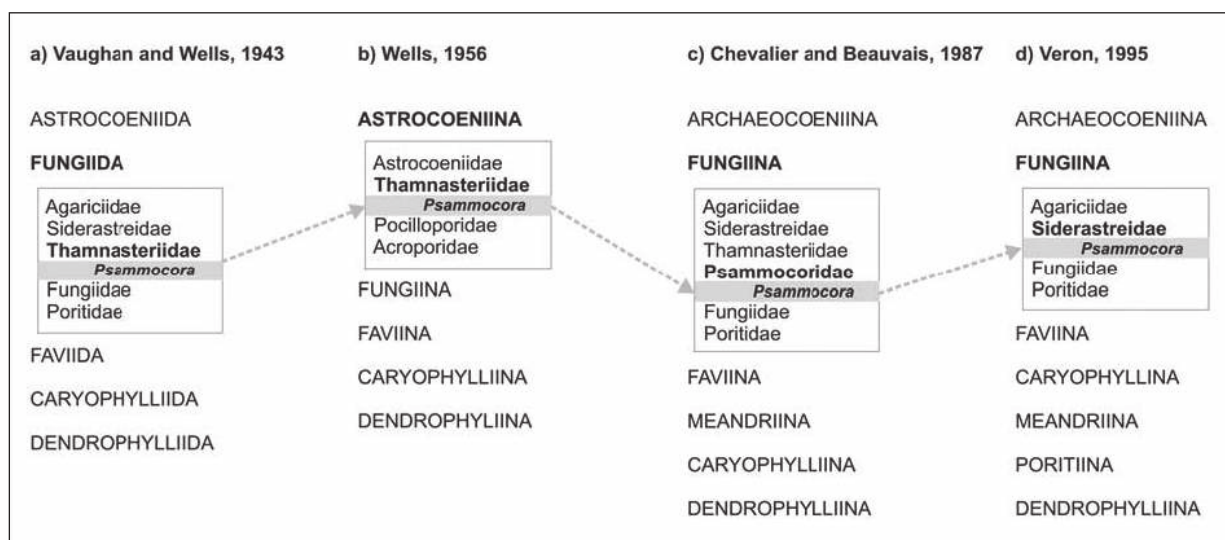 a) Vaughan and Wells, 1943
ASTROCOENIIDA
FUNGIIDA
Agariciidae
Siderastreidae
Thamnasteriidae
Psammocora
Fungiidae
Poritidae
FAVIIDA
CARYOPHYLLIIDA
DENDROPHYLLIIDA
b) Wells, 1956
ASTROCOENIINA
Astrocoeniidae
Thamnasteriidae
Psammocora
Pocilloporidae
Acroporidae
FUNGIINA
FAVIINA
CARYOPHYLLIINA
DENDROPHYLIINA
c) Chevalier and Beauvais, 1987
ARCHAEOCOENIINA
FUNGIINA
Agariciidae
Siderastreidae
Thamnasteriidae
Psammocoridae
Psammocora
Fungiidae
Poritidae
FAVIINA
MEANDRIINA
CARYOPHYLLIINA
DENDROPHYLLIINA
d) Veron, 1995
ARCHAEOCOENIINA
FUNGIINA
Agariciidae
Siderastreidae
Psammocora
Fungiidae
Poritidae
FAVIINA
CARYOPHYLLINA
MEANDRIINA
PORITIINA
DENDROPHYLLIINA